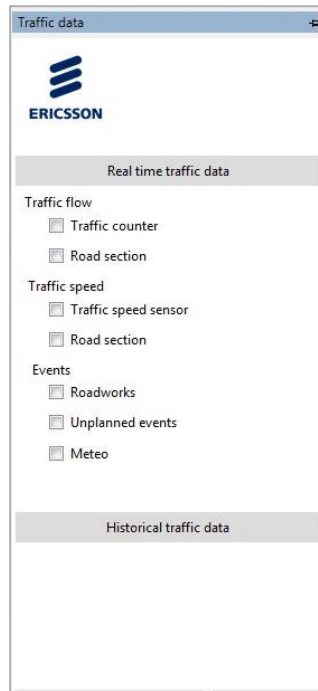 Traffic data
ERICSSON
Real time traffic data
Traffic flow
Traffic counter
Road section
Traffic speed
Traffic speed sensor
Road section
Events
Roadworks
Unplanned events
Meteo
Historical traffic data